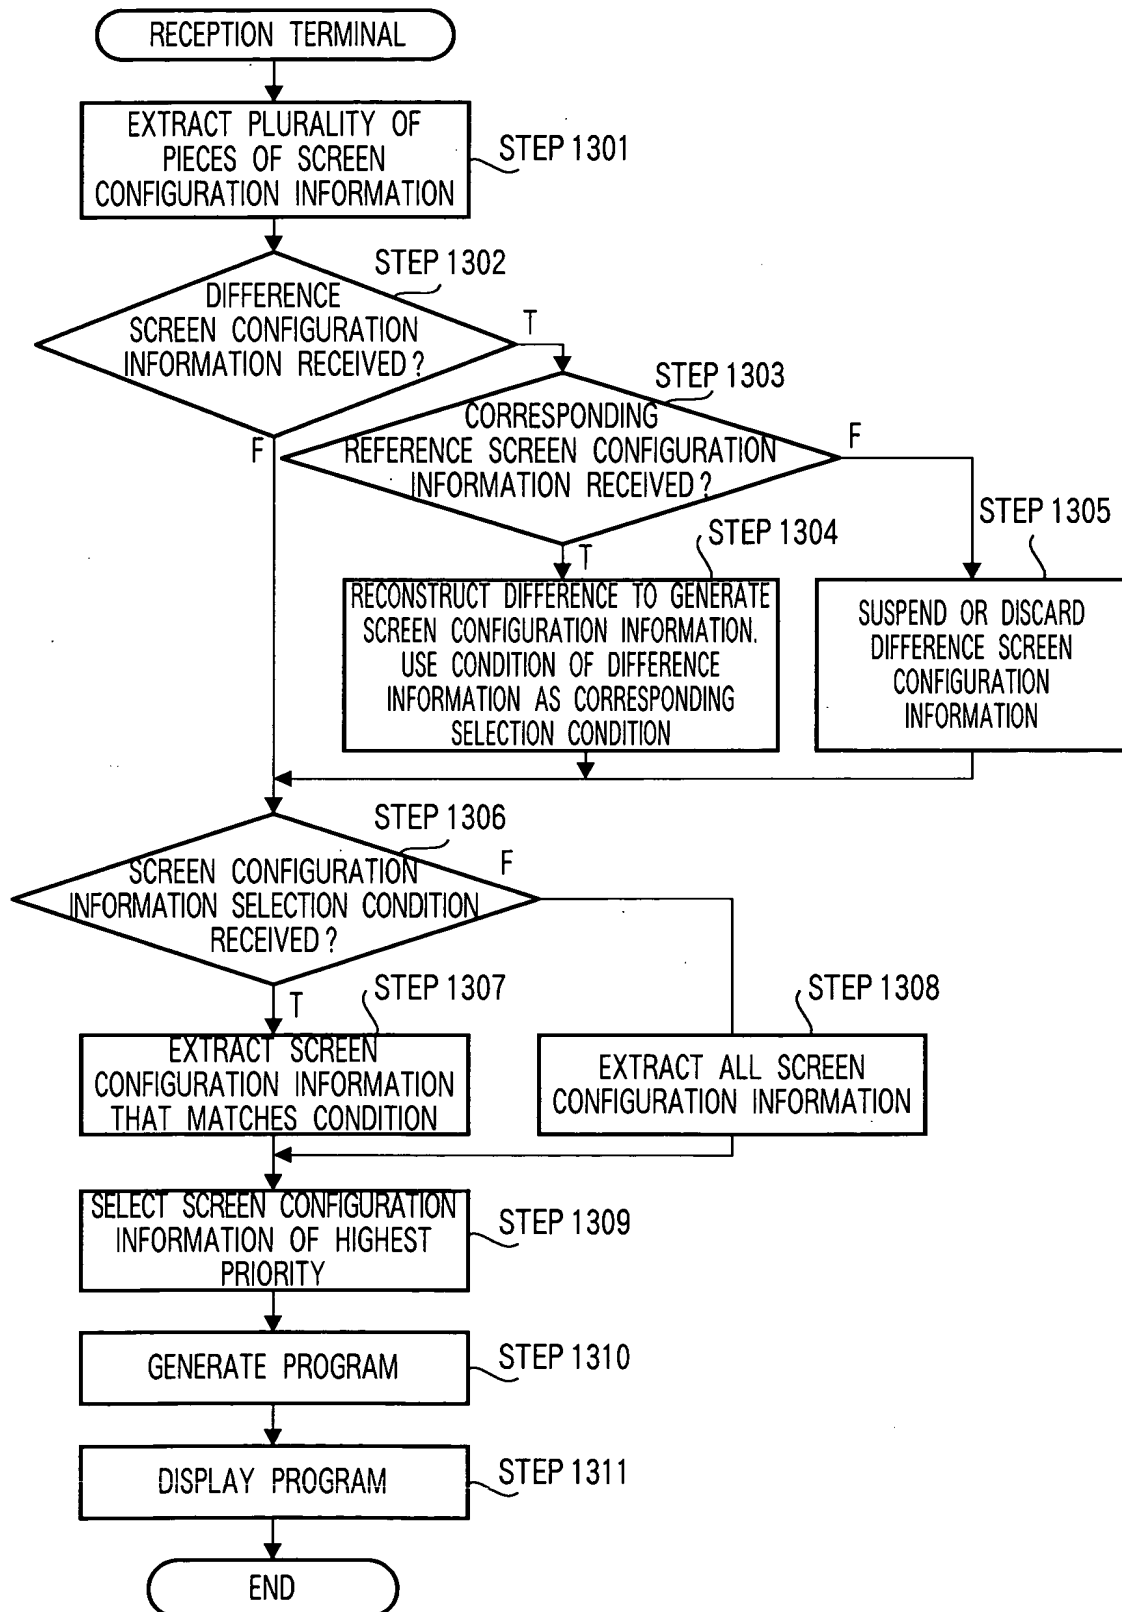 RECEPTION TERMINAL
EXTRACT PLURALITY OF
PIECES OF SCREEN
CONFIGURATION INFORMATION
STEP 1301
STEP 1302
DIFFERENCE
SCREEN CONFIGURATION
INFORMATION RECEIVED?
T
F
STEP 1303
CORRESPONDING
REFERENCE SCREEN CONFIGURATION
INFORMATION RECEIVED?
F
T
STEP 1304
RECONSTRUCT DIFFERENCE TO GENERATE
SCREEN CONFIGURATION INFORMATION.
USE CONDITION OF DIFFERENCE
INFORMATION AS CORRESPONDING
SELECTION CONDITION
STEP 1305
SUSPEND OR DISCARD
DIFFERENCE SCREEN
CONFIGURATION
INFORMATION
STEP 1306
SCREEN CONFIGURATION
INFORMATION SELECTION CONDITION
RECEIVED?
F
T
STEP 1307
EXTRACT SCREEN
CONFIGURATION INFORMATION
THAT MATCHES CONDITION
STEP 1308
EXTRACT ALL SCREEN
CONFIGURATION INFORMATION
SELECT SCREEN CONFIGURATION
INFORMATION OF HIGHEST
PRIORITY
STEP 1309
GENERATE PROGRAM
STEP 1310
DISPLAY PROGRAM
STEP 1311
END